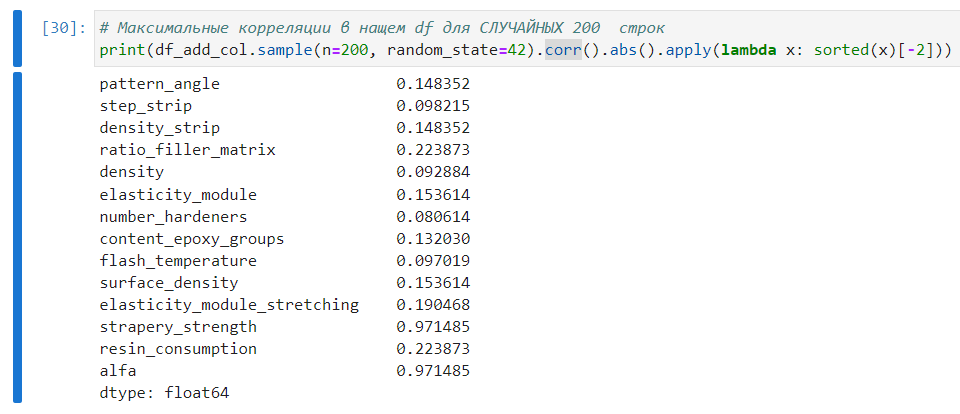 [30]: # Максимальные корреляции в нащем df для СЛУЧАЙНЫХ 200 строк
print(df_add_col.sample(n=200, random_state=42).corr().abs().apply(lambda x: sorted(x)[-2]))
pattern_angle 0.148352
step_strip 0.098215
density_strip 0.148352
ratio_filler_matrix 0.223873
density 0.092884
elasticity_module 0.153614
number_hardeners 0.080614
content_epoxy_groups 0.132030
flash_temperature 0.097019
surface_density 0.153614
elasticity_module_stretching 0.190468
strapery_strength 0.971485
resin_consumption 0.223873
alfa 0.971485
dtype: float64